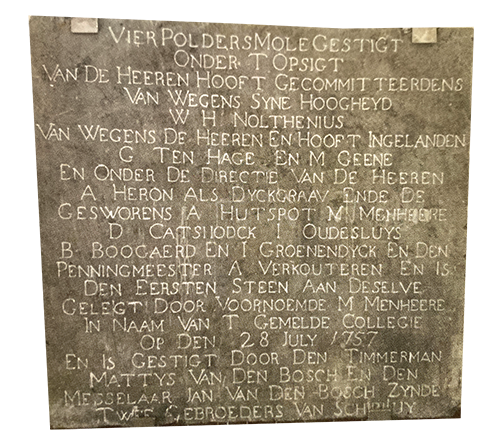 VIER POLDERS MOLE GESTIGT
ONDER T OPSIGT
VAN DE HEEREN HOOFT GECOMMITTEERDENS
VAN WEGENS SYNE HOOGHEYD
W H NOLTHENIUS
VAN WEGENS DE HEEREN EN HOOFT INGELANDEN
G TEN HAGE EN M GEENE
EN ONDER DE DIRECTIE VAN DE HEEREN
A HERON ALS DYCKGRAAV ENDE DE
GESWORENS A HUTSPOT M MENHEERE
D CATSHOOCK I OUDESLUYS
B BOOGAERD EN I GROENENDYCK EN DEN
PENNINGMEESTER A VERKOUTEREN EN IS
DEN EERSTEN STEEN AAN DESELVE
GELEGT DOOR VOORNOEMDE M MENHEERE
IN NAAM VAN T GEMELDE COLLEGIE
OP DEN 28 JULY 1757
EN IS GESTIGT DOOR DEN TIMMERMAN
MATTYS VAN DEN BOSCH EN DEN
MESSELAAR JAN VAN DEN BOSCH ZYNDE
TWEE GEBROEDERS VAN